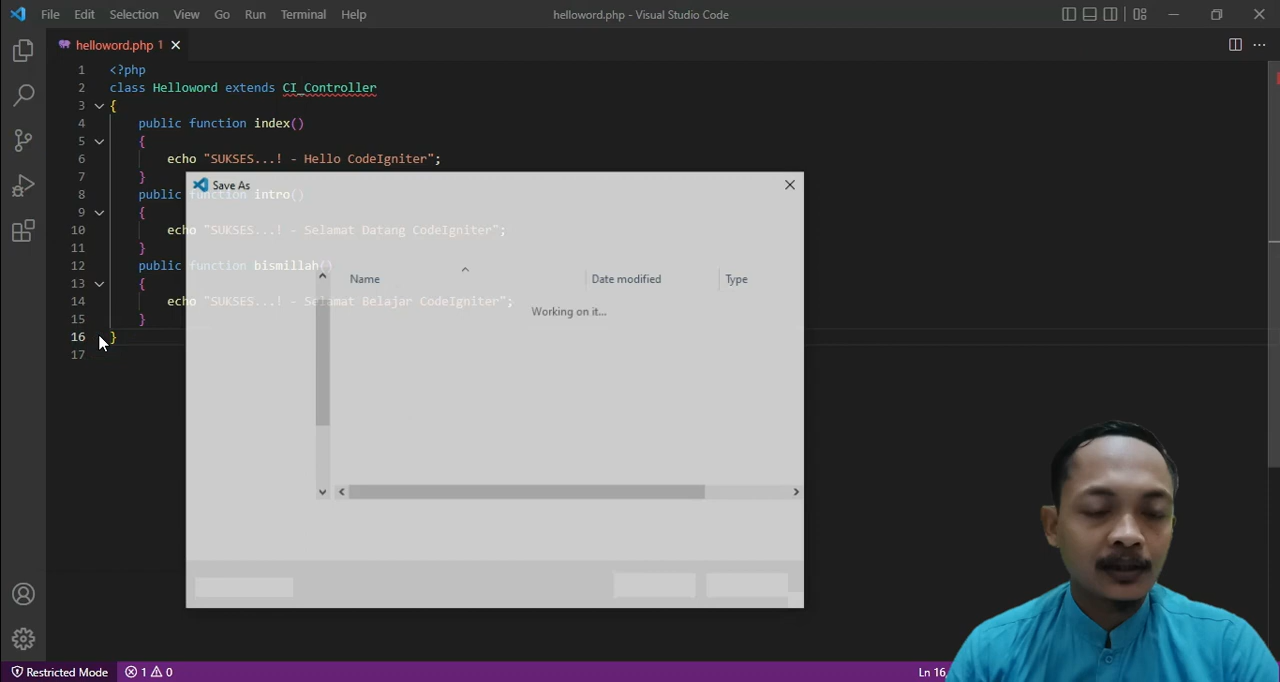 File Edit Selection View Go Run Terminal Help
helloword.php - Visual Studio Code
helloword.php 1
1 <?php
2 class Helloword extends CI_Controller
3 {
4 public function index()
5 {
6 echo "SUKSES...! - Hello CodeIgniter";
7 }
8 public function intro()
9 {
10 echo "SUKSES...! - Selamat Datang CodeIgniter";
11 }
12 public function bismillah()
13 {
14 echo "SUKSES...! - Selamat Belajar CodeIgniter";
15 }
16 }
17
Save As
Name Date modified Type
Working on it...
Restricted Mode 1 0
Ln 16,